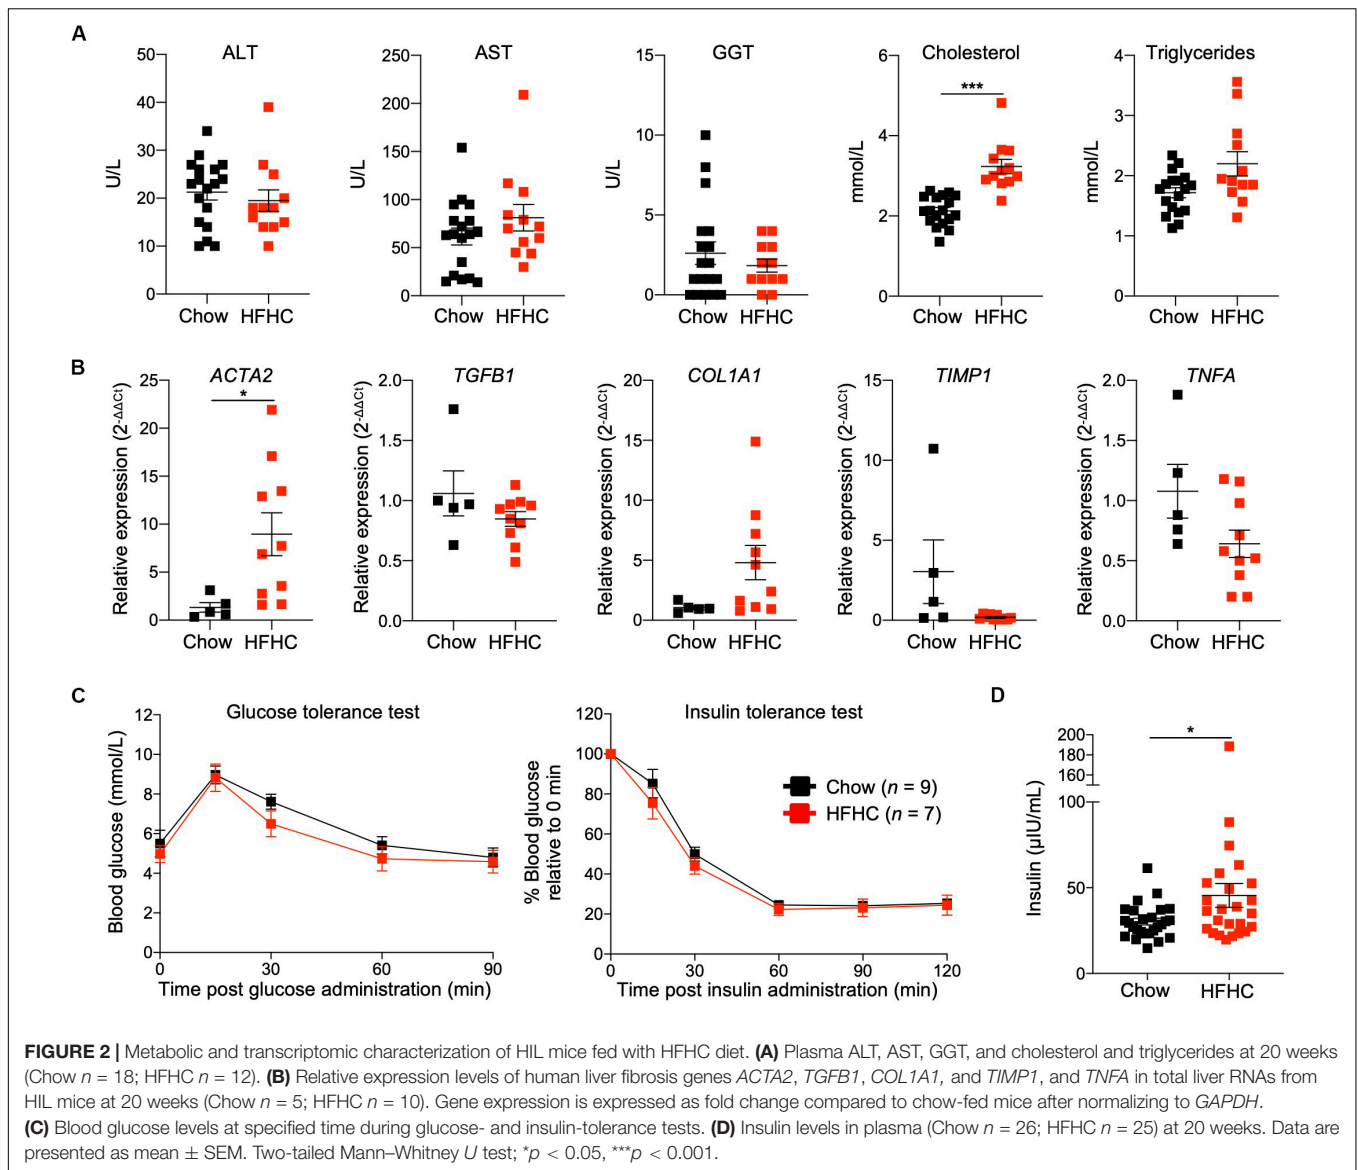 A
ALT
AST
GGT
Cholesterol
Triglycerides
U/L
50
40
30
20
10
0
Chow HFHC
U/L
250
200
150
100
50
0
Chow HFHC
U/L
15
10
5
0
Chow HFHC
mmol/L
6
4
2
0
***
Chow HFHC
mmol/L
4
3
2
1
0
Chow HFHC
B
ACTA2
TGFB1
COL1A1
TIMP1
TNFA
Relative expression (2-ΔΔCt)
25
20
15
10
5
0
*
Chow HFHC
Relative expression (2-ΔΔCt)
2.0
1.5
1.0
0.5
0.0
Chow HFHC
Relative expression (2-ΔΔCt)
20
15
10
5
0
Chow HFHC
Relative expression (2-ΔΔCt)
15
10
5
0
Chow HFHC
Relative expression (2-ΔΔCt)
2.0
1.5
1.0
0.5
0.0
Chow HFHC
C
Glucose tolerance test
Blood glucose (mmol/L)
12
10
8
6
4
2
0
0 30 60 90
Time post glucose administration (min)
Insulin tolerance test
% Blood glucose
relative to 0 min
120
100
80
60
40
20
0
0 30 60 90 120
Time post insulin administration (min)
Chow (n = 9)
HFHC (n = 7)
D
Insulin (µIU/mL)
200
180
160
100
50
0
*
Chow HFHC
FIGURE 2 | Metabolic and transcriptomic characterization of HIL mice fed with HFHC diet. (A) Plasma ALT, AST, GGT, and cholesterol and triglycerides at 20 weeks
(Chow n = 18; HFHC n = 12). (B) Relative expression levels of human liver fibrosis genes ACTA2, TGFB1, COL1A1, and TIMP1, and TNFA in total liver RNAs from
HIL mice at 20 weeks (Chow n = 5; HFHC n = 10). Gene expression is expressed as fold change compared to chow-fed mice after normalizing to GAPDH.
(C) Blood glucose levels at specified time during glucose- and insulin-tolerance tests. (D) Insulin levels in plasma (Chow n = 26; HFHC n = 25) at 20 weeks. Data are
presented as mean ± SEM. Two-tailed Mann–Whitney U test; *p < 0.05, ***p < 0.001.